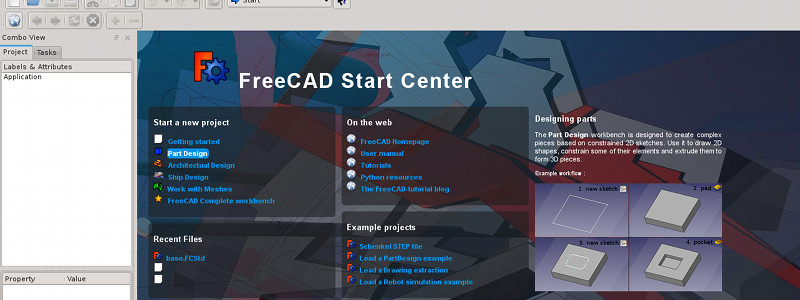 Start
Combo View
Project
Tasks
Labels & Attributes
Application
Property
Value
FreeCAD Start Center
Start a new project
Getting started
Part Design
Architectural Design
Ship Design
Work with Meshes
FreeCAD Complete workbench
Recent Files
base.FCStd
On the web
FreeCAD Homepage
User manual
Tutorials
Python resources
The FreeCAD-tutorial blog
Example projects
Schenkel STEP file
Load a PartDesign example
Load a Drawing extraction
Load a Robot simulation example
Designing parts
The Part Design workbench is designed to create complex
pieces based on constrained 2D sketches. Use it to draw 2D
shapes, constrain some of their elements and extrude them to
form 3D pieces.
Example workflow :
1. new sketch
2. pad
3. new sketch
4. pocket